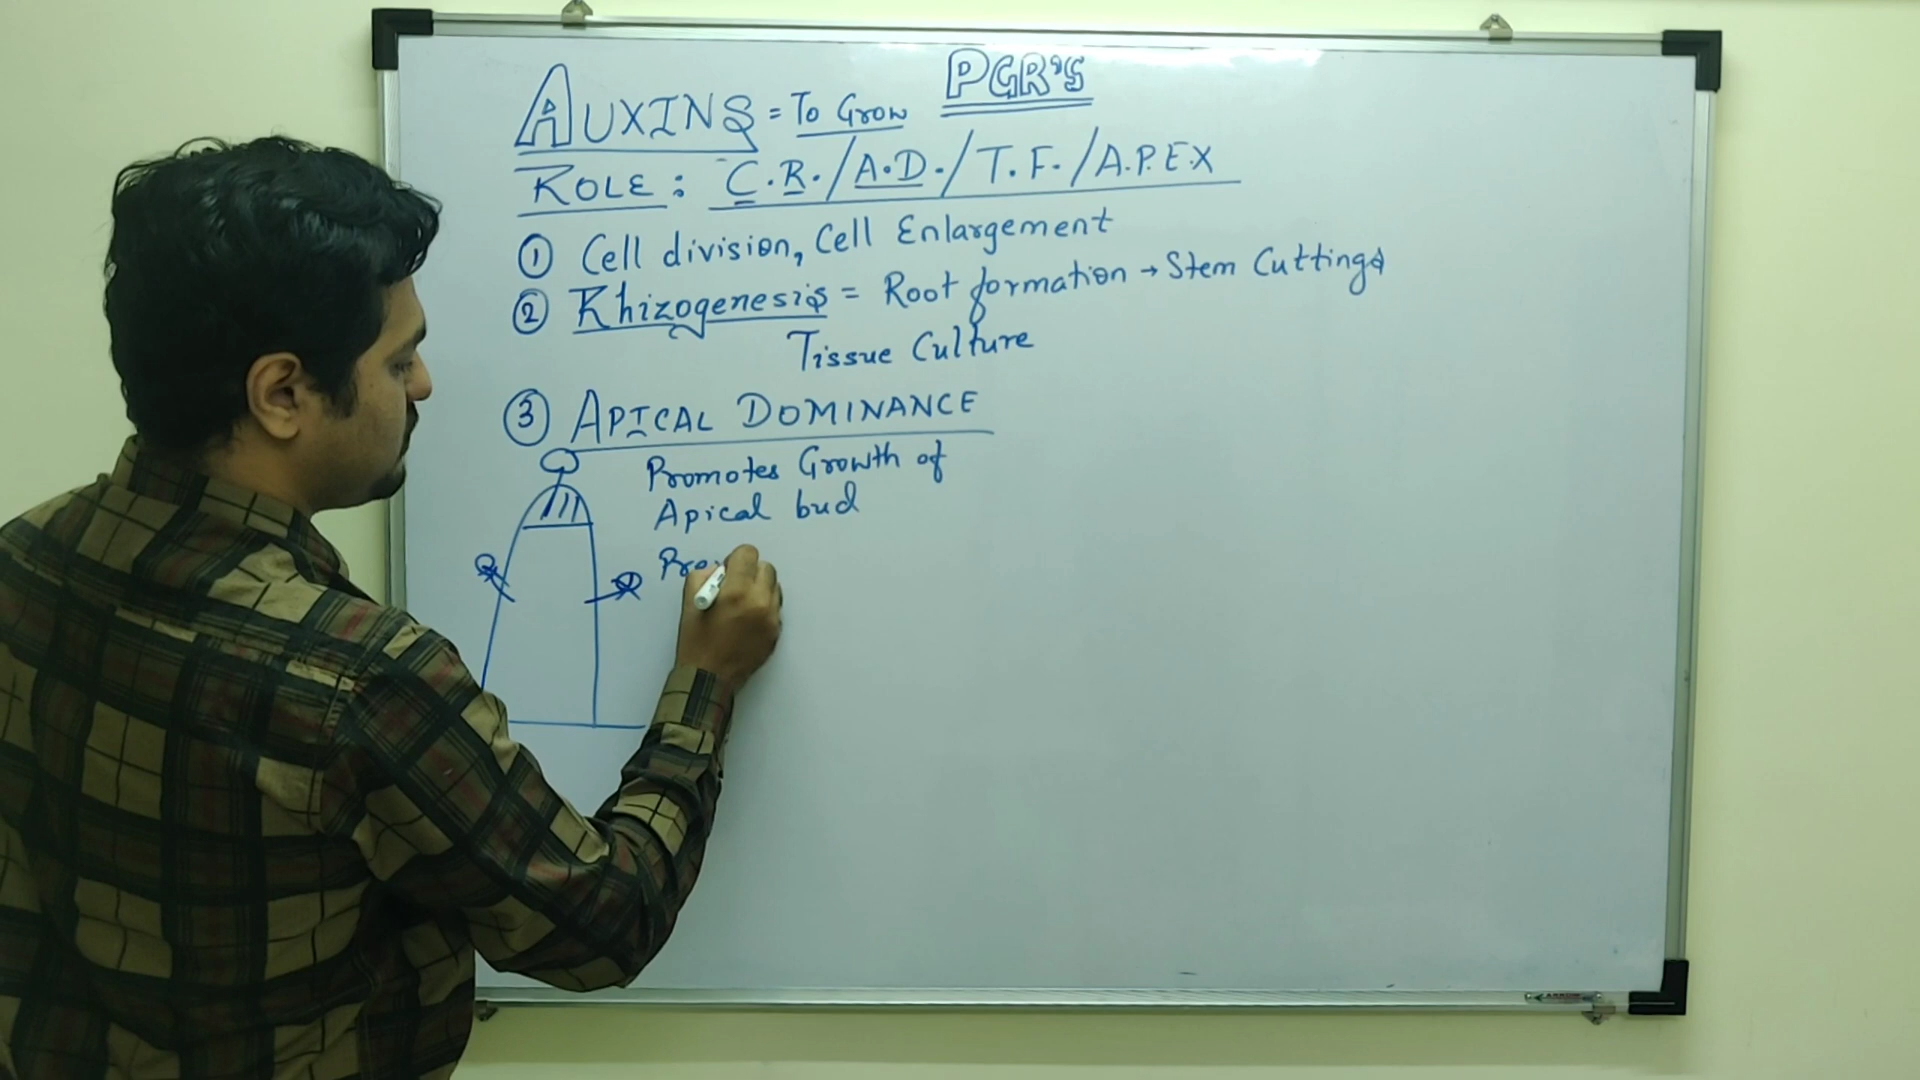 PGR'S
AUXINS = To Grow
ROLE: C.R./A.D./T.F./A.P.E.X
① Cell division, Cell Enlargement
② Rhizogenesis = Root formation → Stem Cuttings
Tissue Culture
③ APICAL DOMINANCE
Promotes Growth of
Apical bud